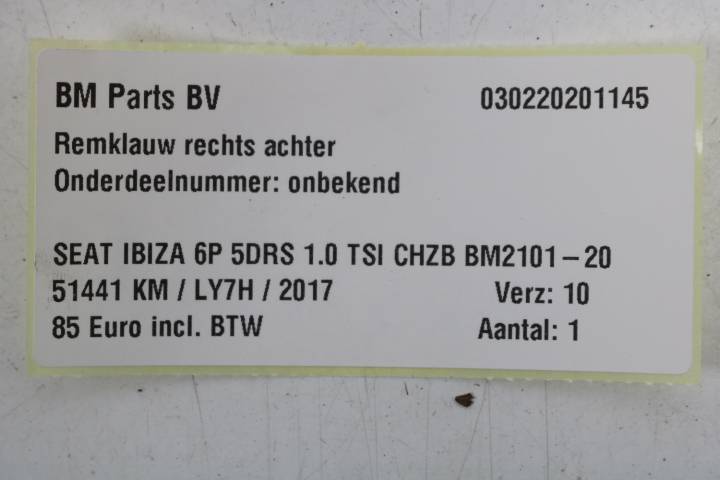 BM Parts BV 030220201145
Remklauw rechts achter
Onderdeelnummer: onbekend
SEAT IBIZA 6P 5DRS 1.0 TSI CHZB BM2101-20
51441 KM / LY7H / 2017 Verz: 10
85 Euro incl. BTW Aantal: 1